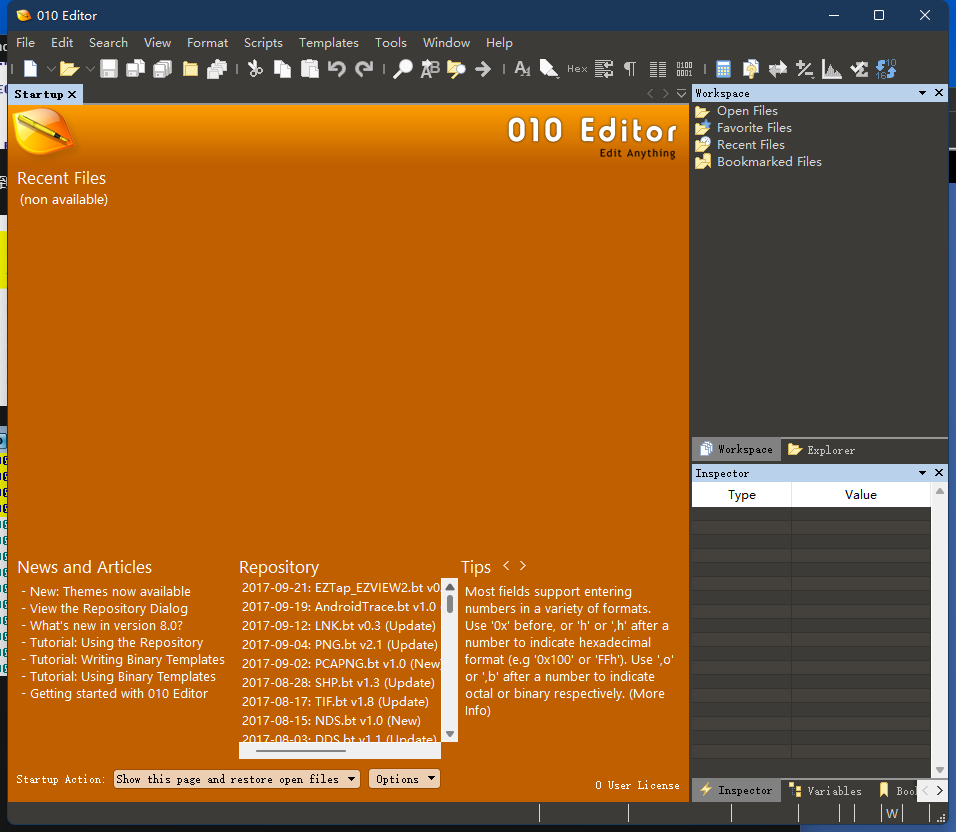 010 Editor
File Edit Search View Format Scripts Templates Tools Window Help
Hex
Startup
010 Editor
Edit Anything
Recent Files
(non available)
News and Articles
- New: Themes now available
- View the Repository Dialog
- What's new in version 8.0?
- Tutorial: Using the Repository
- Tutorial: Writing Binary Templates
- Tutorial: Using Binary Templates
- Getting started with 010 Editor
Repository
2017-09-21: EZTap_EZVIEW2.bt v0
2017-09-19: AndroidTrace.bt v1.0
2017-09-12: LNK.bt v0.3 (Update)
2017-09-04: PNG.bt v2.1 (Update)
2017-09-02: PCAPNG.bt v1.0 (New
2017-08-28: SHP.bt v1.3 (Update)
2017-08-17: TIF.bt v1.8 (Update)
2017-08-15: NDS.bt v1.0 (New)
2017-08-03: DDS.bt v1.1 (Update)
Tips < >
Most fields support entering
numbers in a variety of formats.
Use '0x' before, or 'h' or ',h' after a
number to indicate hexadecimal
format (e.g '0x100' or 'FFh'). Use ',o'
or ',b' after a number to indicate
octal or binary respectively. (More
Info)
Startup Action: Show this page and restore open files Options
0 User License
Workspace
Open Files
Favorite Files
Recent Files
Bookmarked Files
Workspace Explorer
Inspector
Type Value
Inspector Variables Boo
W